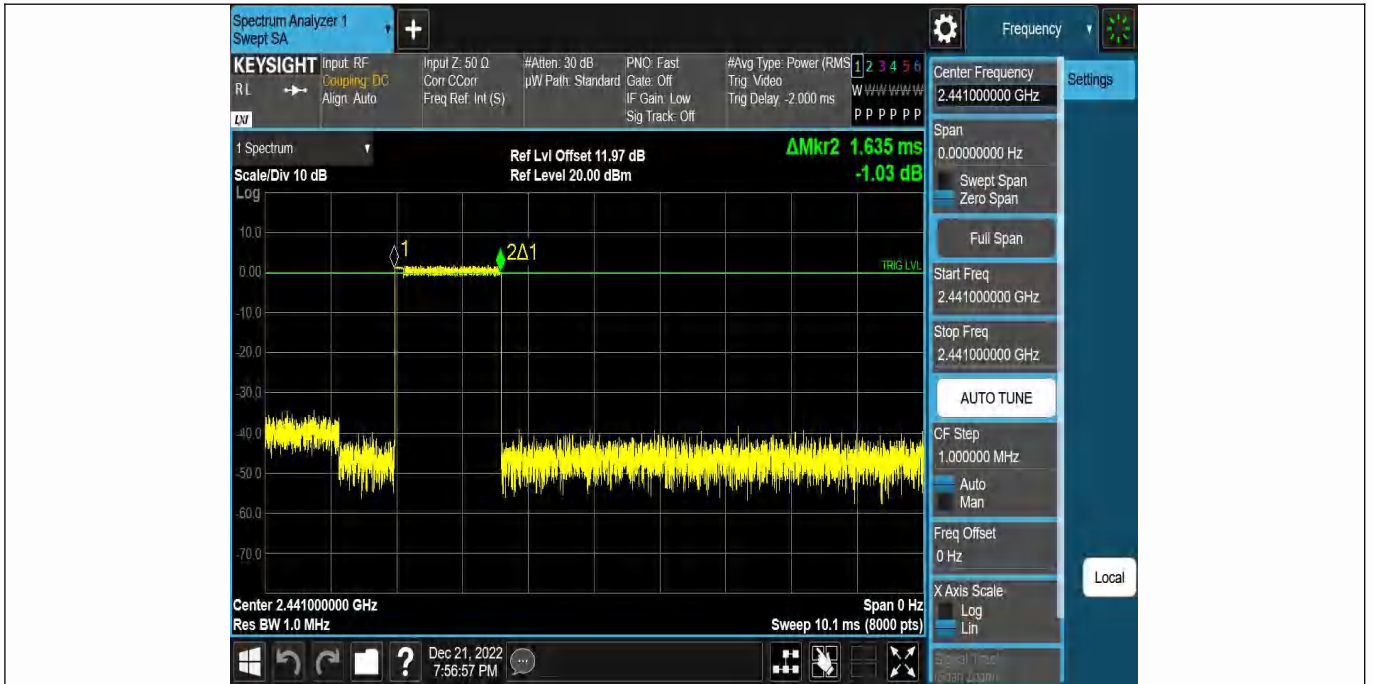 Spectrum Analyzer 1
Swept SA
+
Frequency
KEYSIGHT
RL
LXI
Input: RF
Coupling: DC
Align: Auto
Input Z: 50 Ω
Corr CCorr
Freq Ref: Int (S)
#Atten: 30 dB
µW Path: Standard
PNO: Fast
Gate: Off
IF Gain: Low
Sig Track: Off
#Avg Type: Power (RMS
Trig: Video
Trig Delay: -2.000 ms
1 2 3 4 5 6
W W W W W W
P P P P P P
1 Spectrum
Scale/Div 10 dB
Ref Lvl Offset 11.97 dB
Ref Level 20.00 dBm
ΔMkr2 1.635 ms
-1.03 dB
Log
10.0
0.00
-10.0
-20.0
-30.0
-40.0
-50.0
-60.0
-70.0
1
2Δ1
TRIG LVL
Center 2.441000000 GHz
Res BW 1.0 MHz
Span 0 Hz
Sweep 10.1 ms (8000 pts)
Center Frequency
2.441000000 GHz
Settings
Span
0.00000000 Hz
Swept Span
Zero Span
Full Span
Start Freq
2.441000000 GHz
Stop Freq
2.441000000 GHz
AUTO TUNE
CF Step
1.000000 MHz
Auto
Man
Freq Offset
0 Hz
X Axis Scale
Log
Lin
Local
Signal Track
(Span Zoom)
?
Dec 21, 2022
7:56:57 PM